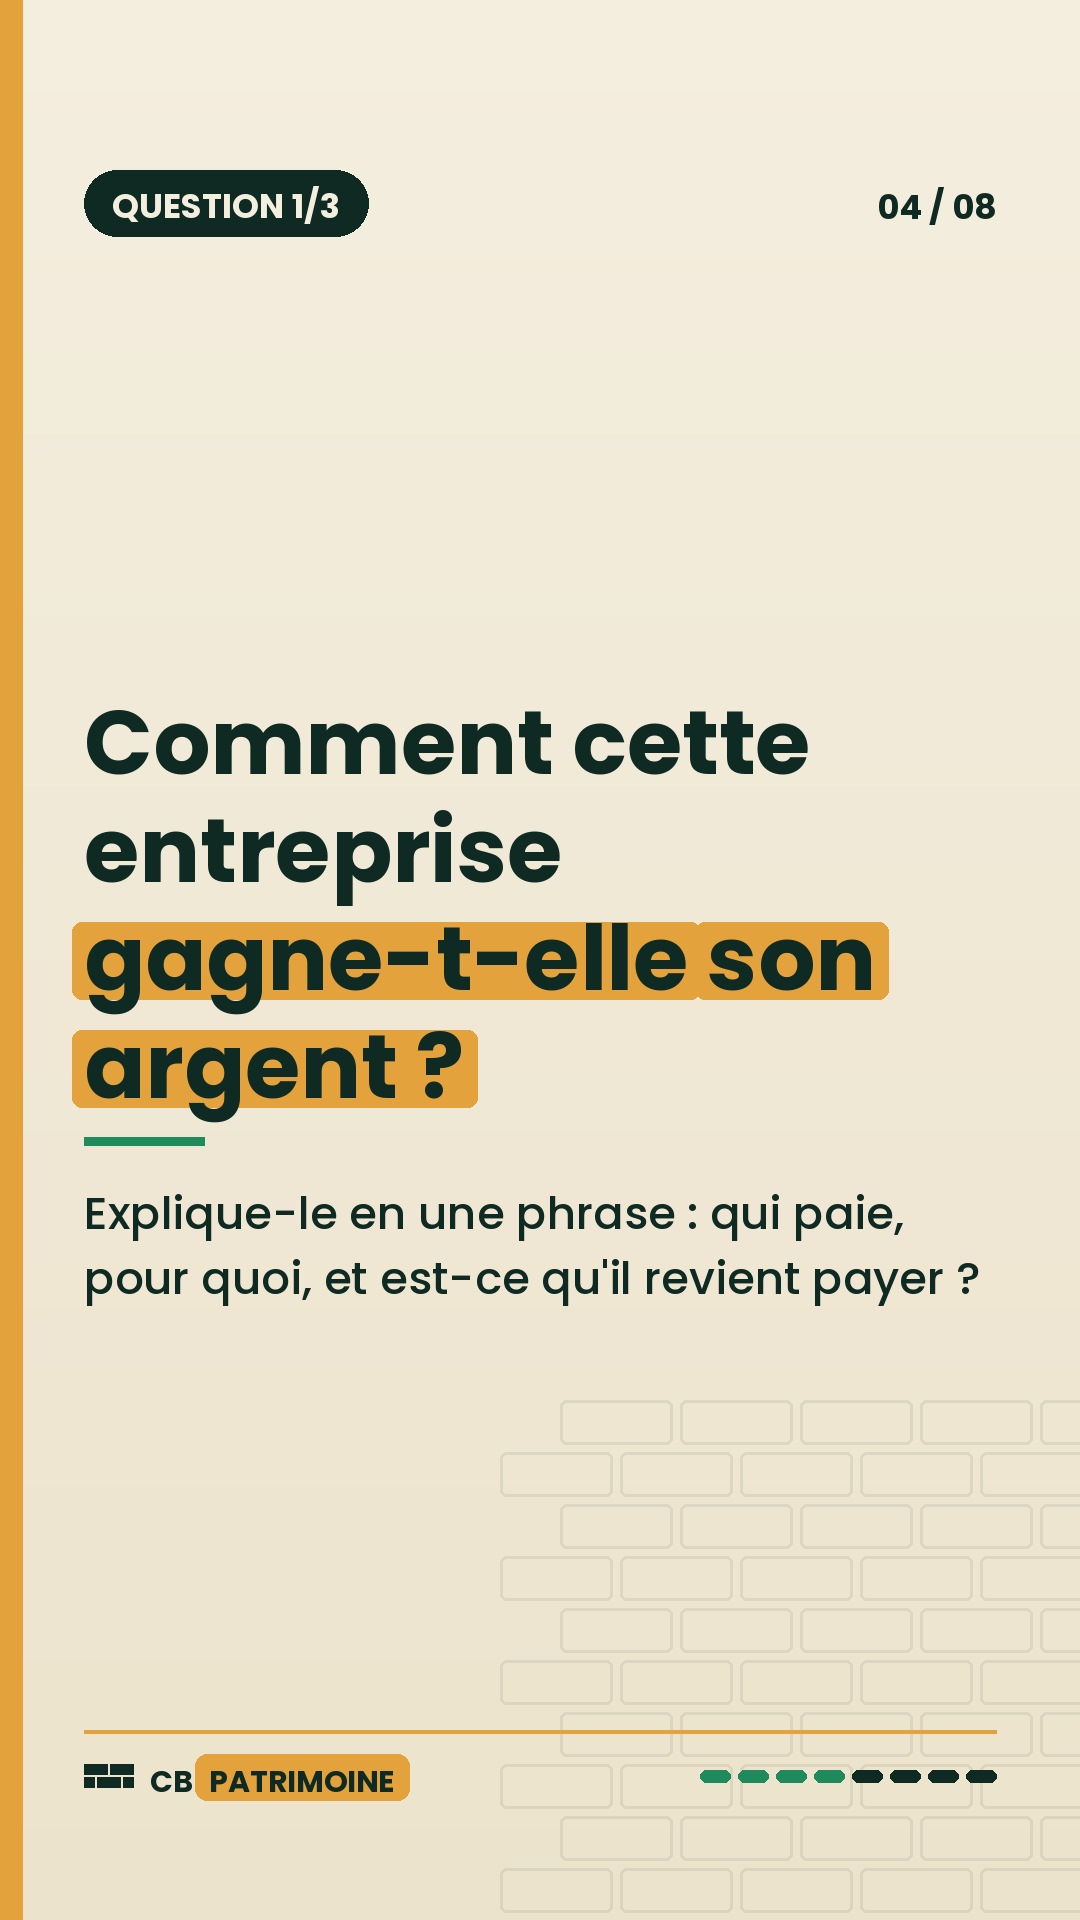 QUESTION 1/3
04 / 08
Comment cette
entreprise
gagne-t-elle son
argent ?
Explique-le en une phrase : qui paie,
pour quoi, et est-ce qu'il revient payer ?
CB PATRIMOINE